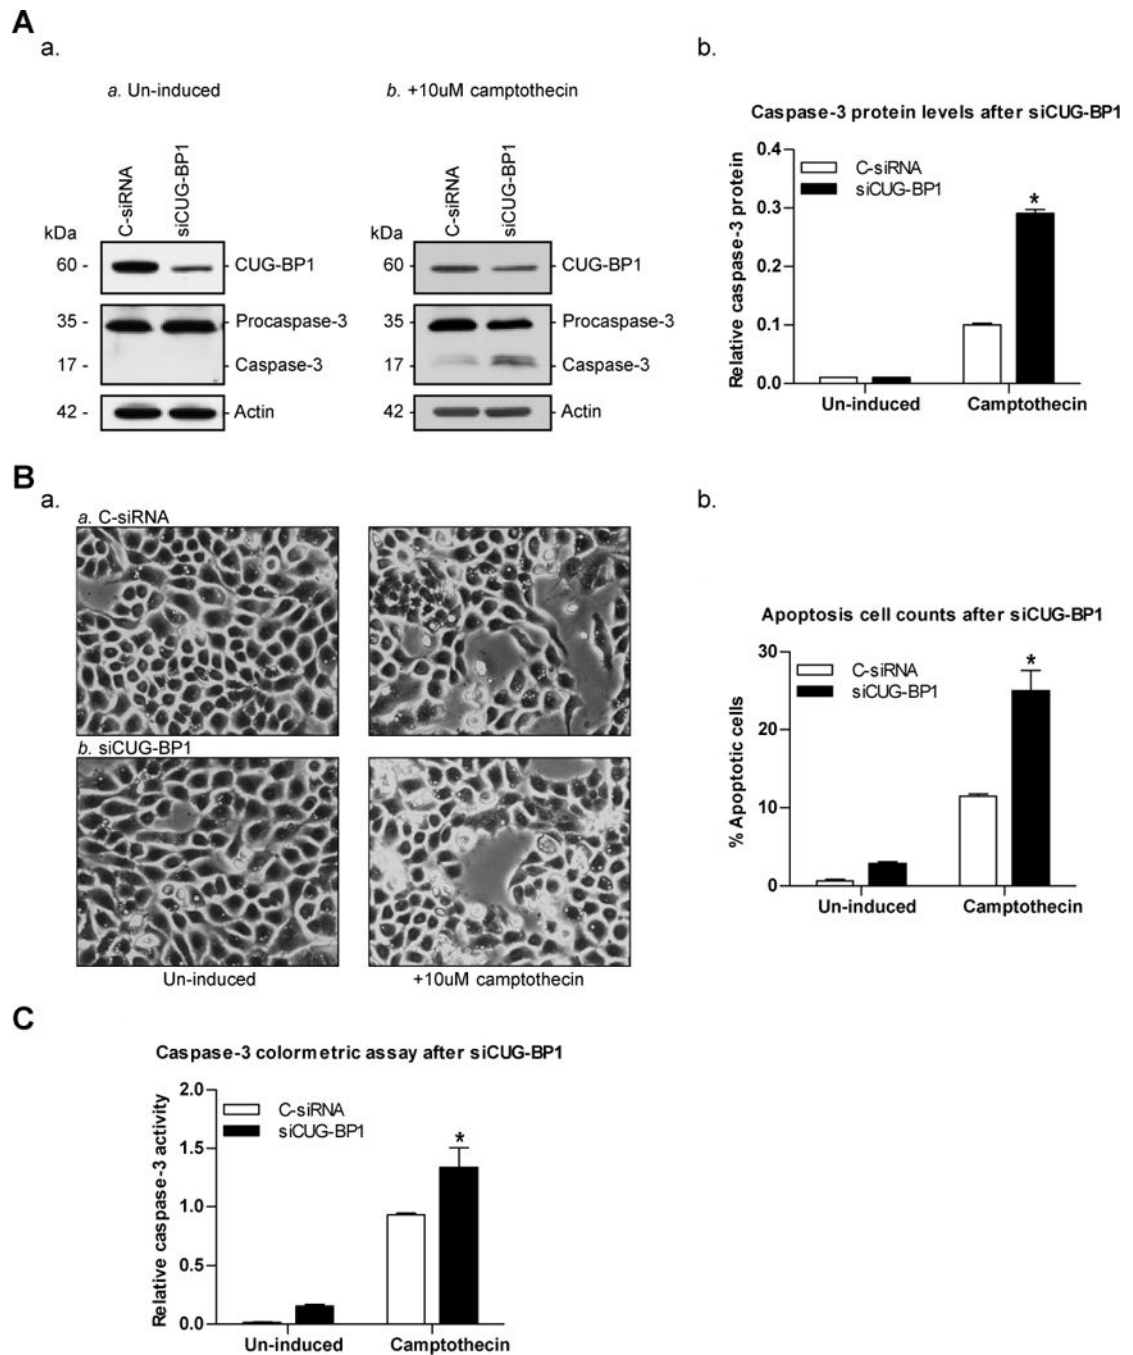 A
a.
b.
a. Un-induced
b. +10uM camptothecin
C-siRNA
siCUG-BP1
C-siRNA
siCUG-BP1
kDa
60 -
- CUG-BP1
35 -
- Procaspase-3
17 -
- Caspase-3
42 -
- Actin
kDa
60 -
- CUG-BP1
35 -
- Procaspase-3
17 -
- Caspase-3
42 -
- Actin
Caspase-3 protein levels after siCUG-BP1
Relative caspase-3 protein
0.4
0.3
0.2
0.1
0.0
C-siRNA
siCUG-BP1
*
Un-induced
Camptothecin
B
a.
b.
a. C-siRNA
b. siCUG-BP1
Un-induced
+10uM camptothecin
Apoptosis cell counts after siCUG-BP1
% Apoptotic cells
30
20
10
0
C-siRNA
siCUG-BP1
*
Un-induced
Camptothecin
C
Caspase-3 colormetric assay after siCUG-BP1
Relative caspase-3 activity
2.0
1.5
1.0
0.5
0.0
C-siRNA
siCUG-BP1
*
Un-induced
Camptothecin